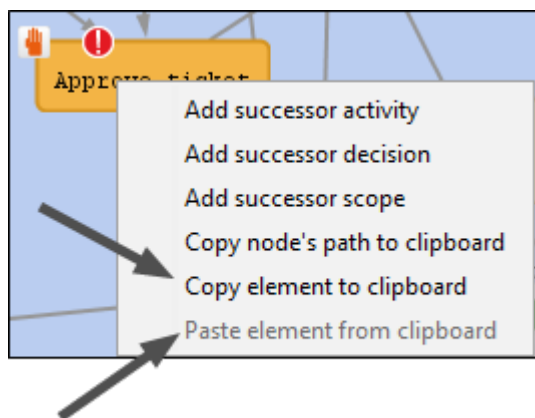 Approve ticket
Add successor activity
Add successor decision
Add successor scope
Copy node's path to clipboard
Copy element to clipboard
Paste element from clipboard